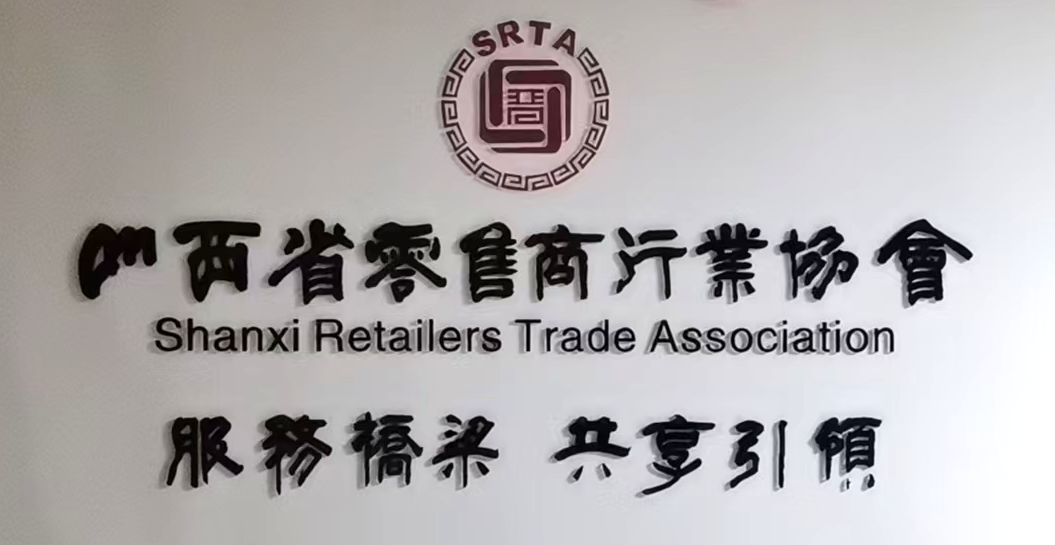 SRTA
商
山西省零售商行業協會
Shanxi Retailers Trade Association
服務橋梁 共享引領